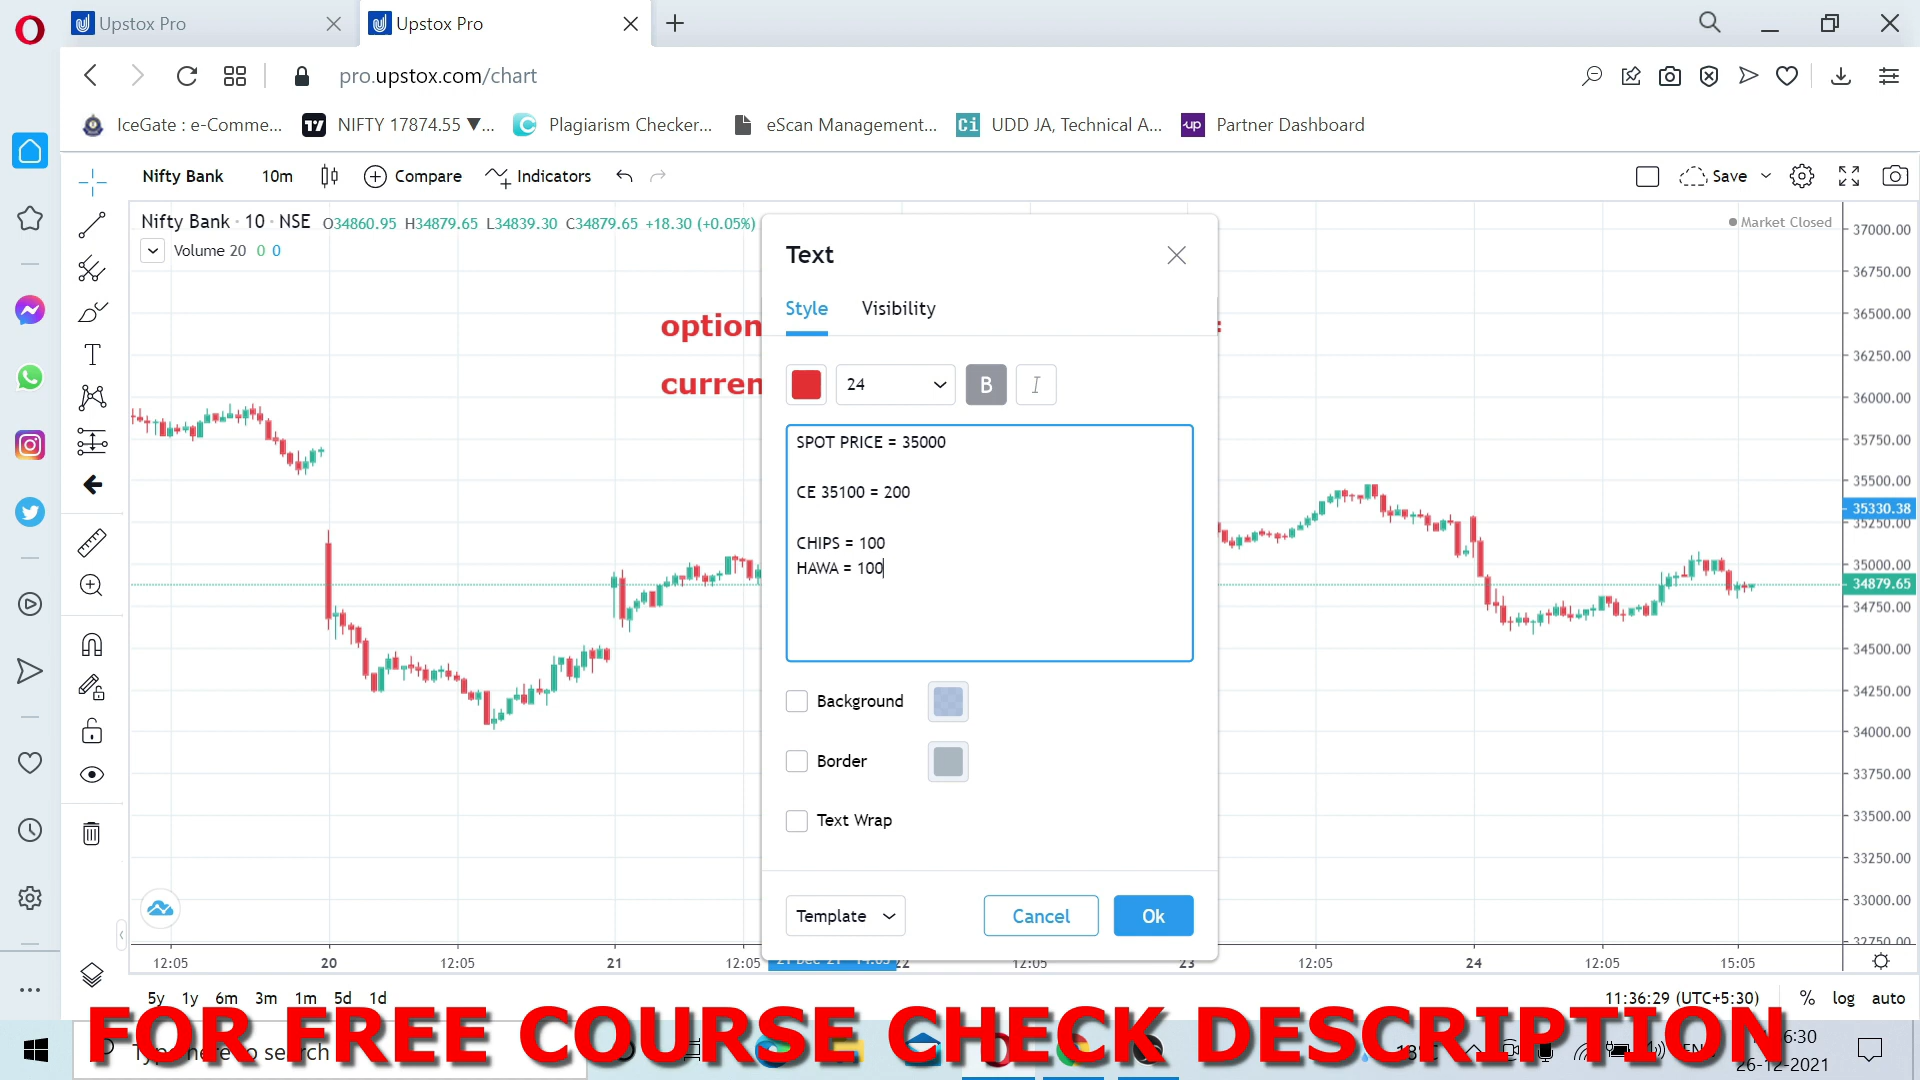 Upstox Pro
Upstox Pro
pro.upstox.com/chart
IceGate : e-Comme...
NIFTY 17874.55 ▼...
Plagiarism Checker...
eScan Management...
UDD JA, Technical A...
Partner Dashboard
Nifty Bank
10m
Compare
Indicators
Save
Nifty Bank · 10 · NSE O34860.95 H34879.65 L34839.30 C34879.65 +18.30 (+0.05%)
Volume 20 0 0
Market Closed
option
curren
Text
Style
Visibility
24
B
I
SPOT PRICE = 35000
CE 35100 = 200
CHIPS = 100
HAWA = 100
Background
Border
Text Wrap
Template
Cancel
Ok
37000.00
36750.00
36500.00
36250.00
36000.00
35750.00
35500.00
35330.38
35250.00
35000.00
34879.65
34750.00
34500.00
34250.00
34000.00
33750.00
33500.00
33250.00
33000.00
32750.00
12:05 20 12:05 21 12:05 22 12:05 23 12:05 24 12:05 15:05
5y 1y 6m 3m 1m 5d 1d
11:36:29 (UTC+5:30) % log auto
FOR FREE COURSE CHECK DESCRIPTION
26-12-2021